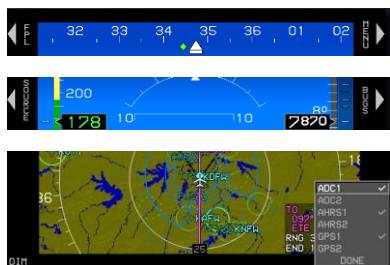 FPL 32 33 34 35 36 01 02 MENU
SOURCE 200 BUGS
178 10 10 7870
KDFW
36
ADC1
ADC2
TO AHRS1
097° AHRS2
ETE GPS1
KAFW KNFW RNG GPS2
25 END
DIM DONE